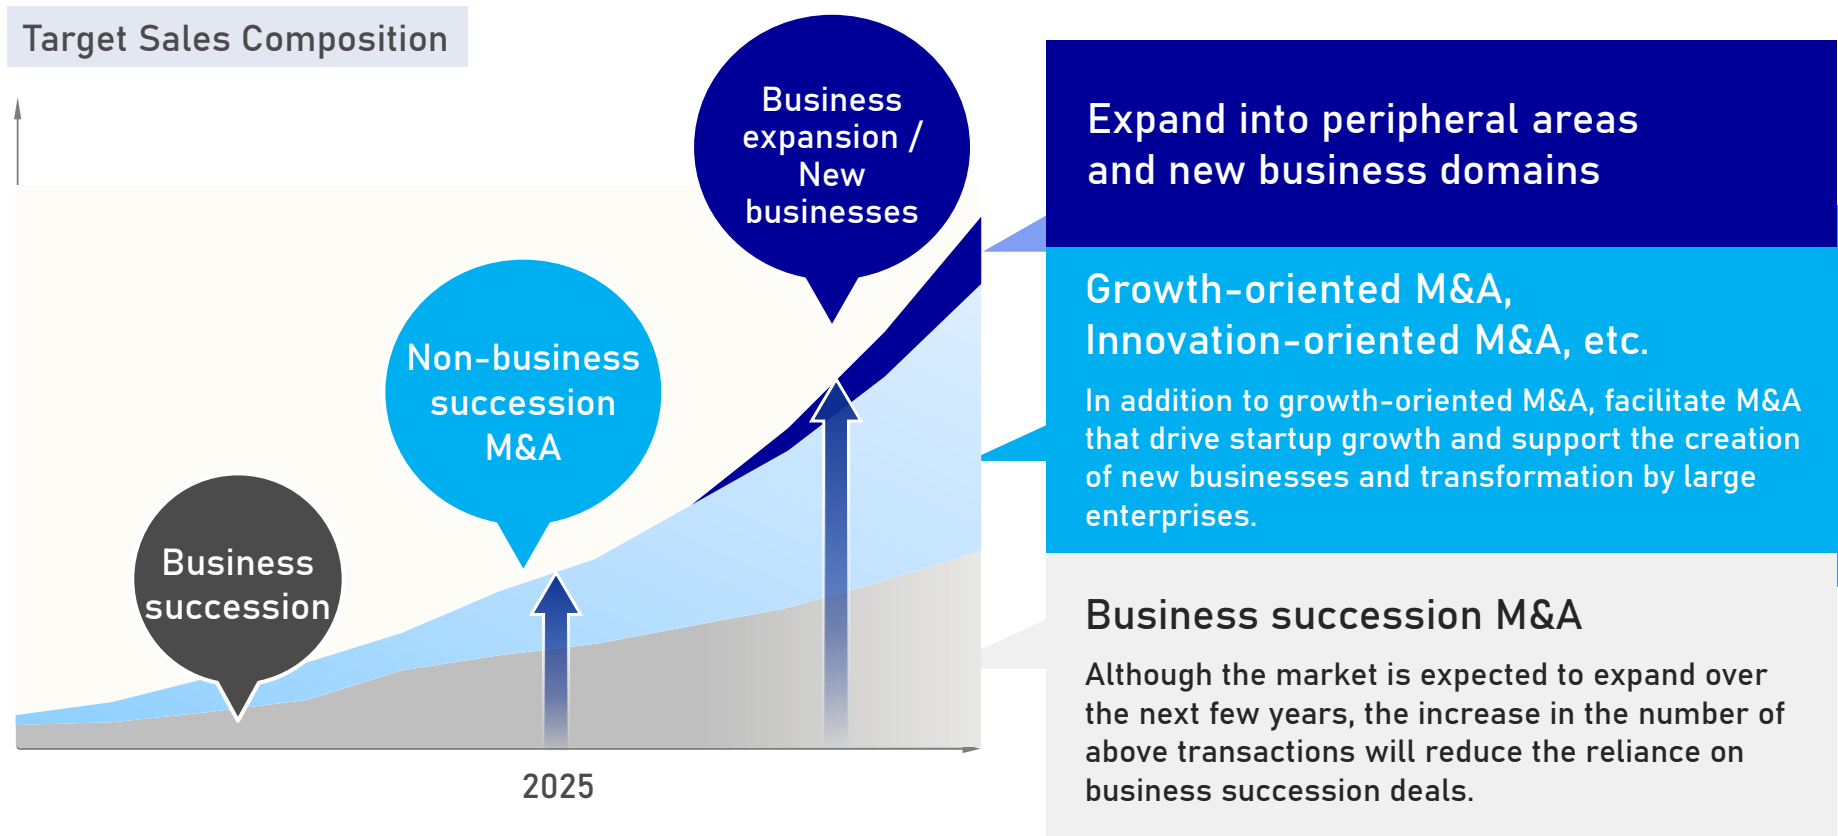 Target Sales Composition
Business
expansion /
New
businesses
Non-business
succession
M&A
Business
succession
2025
Expand into peripheral areas
and new business domains
Growth-oriented M&A,
Innovation-oriented M&A, etc.
In addition to growth-oriented M&A, facilitate M&A
that drive startup growth and support the creation
of new businesses and transformation by large
enterprises.
Business succession M&A
Although the market is expected to expand over
the next few years, the increase in the number of
above transactions will reduce the reliance on
business succession deals.